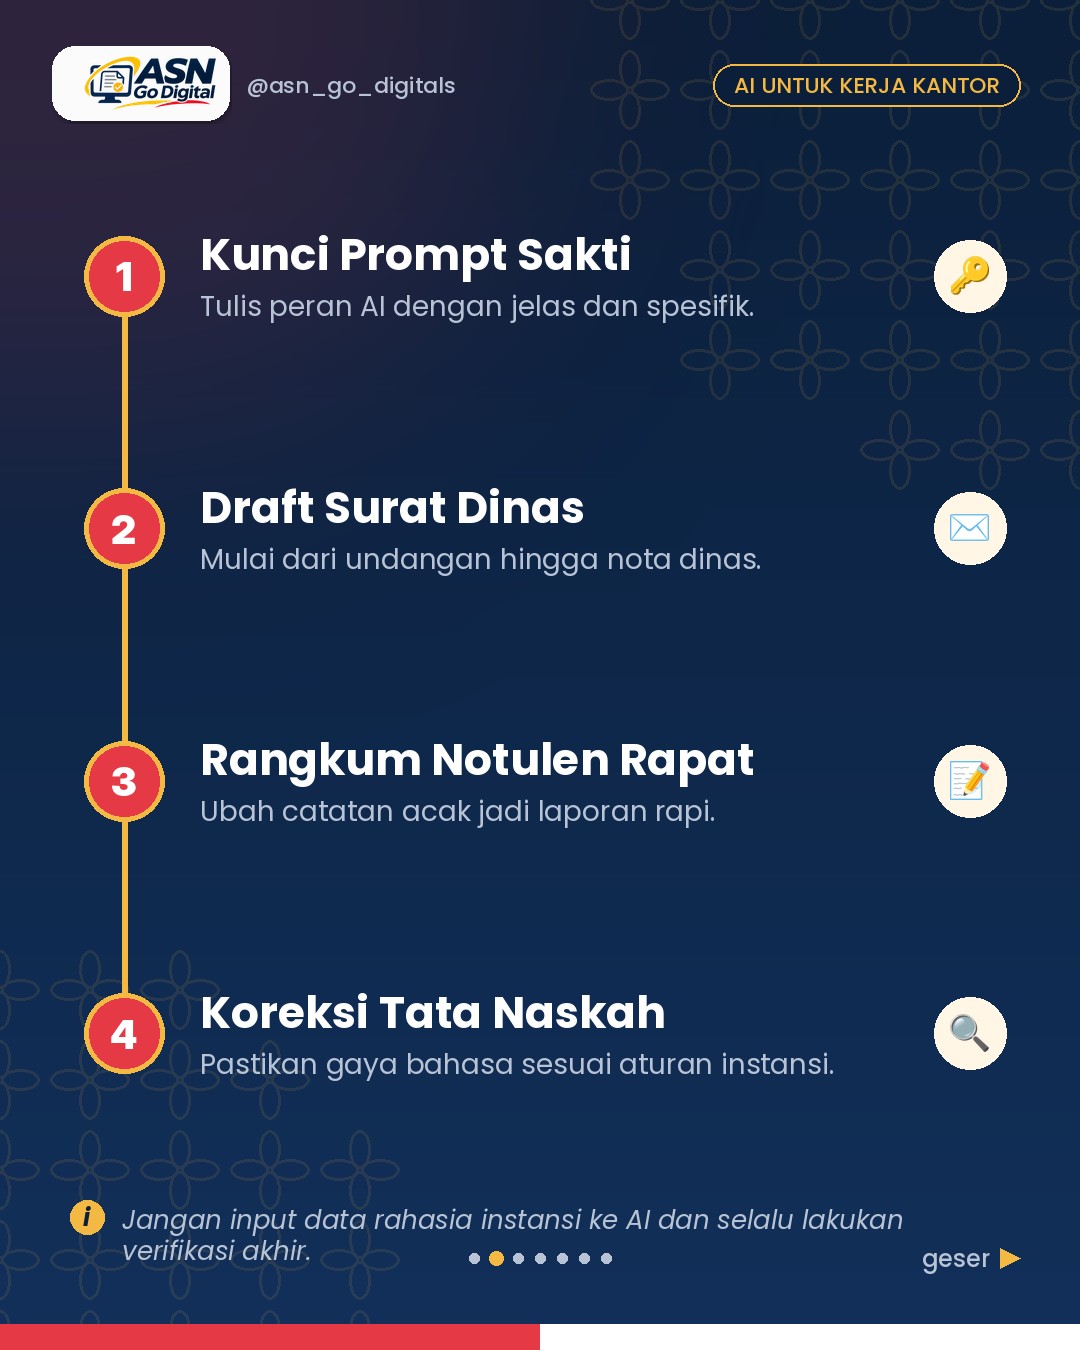 ASN
Go Digital
@asn_go_digitals
AI UNTUK KERJA KANTOR
1
Kunci Prompt Sakti
Tulis peran AI dengan jelas dan spesifik.
2
Draft Surat Dinas
Mulai dari undangan hingga nota dinas.
3
Rangkum Notulen Rapat
Ubah catatan acak jadi laporan rapi.
4
Koreksi Tata Naskah
Pastikan gaya bahasa sesuai aturan instansi.
i
Jangan input data rahasia instansi ke AI dan selalu lakukan
verifikasi akhir.
geser